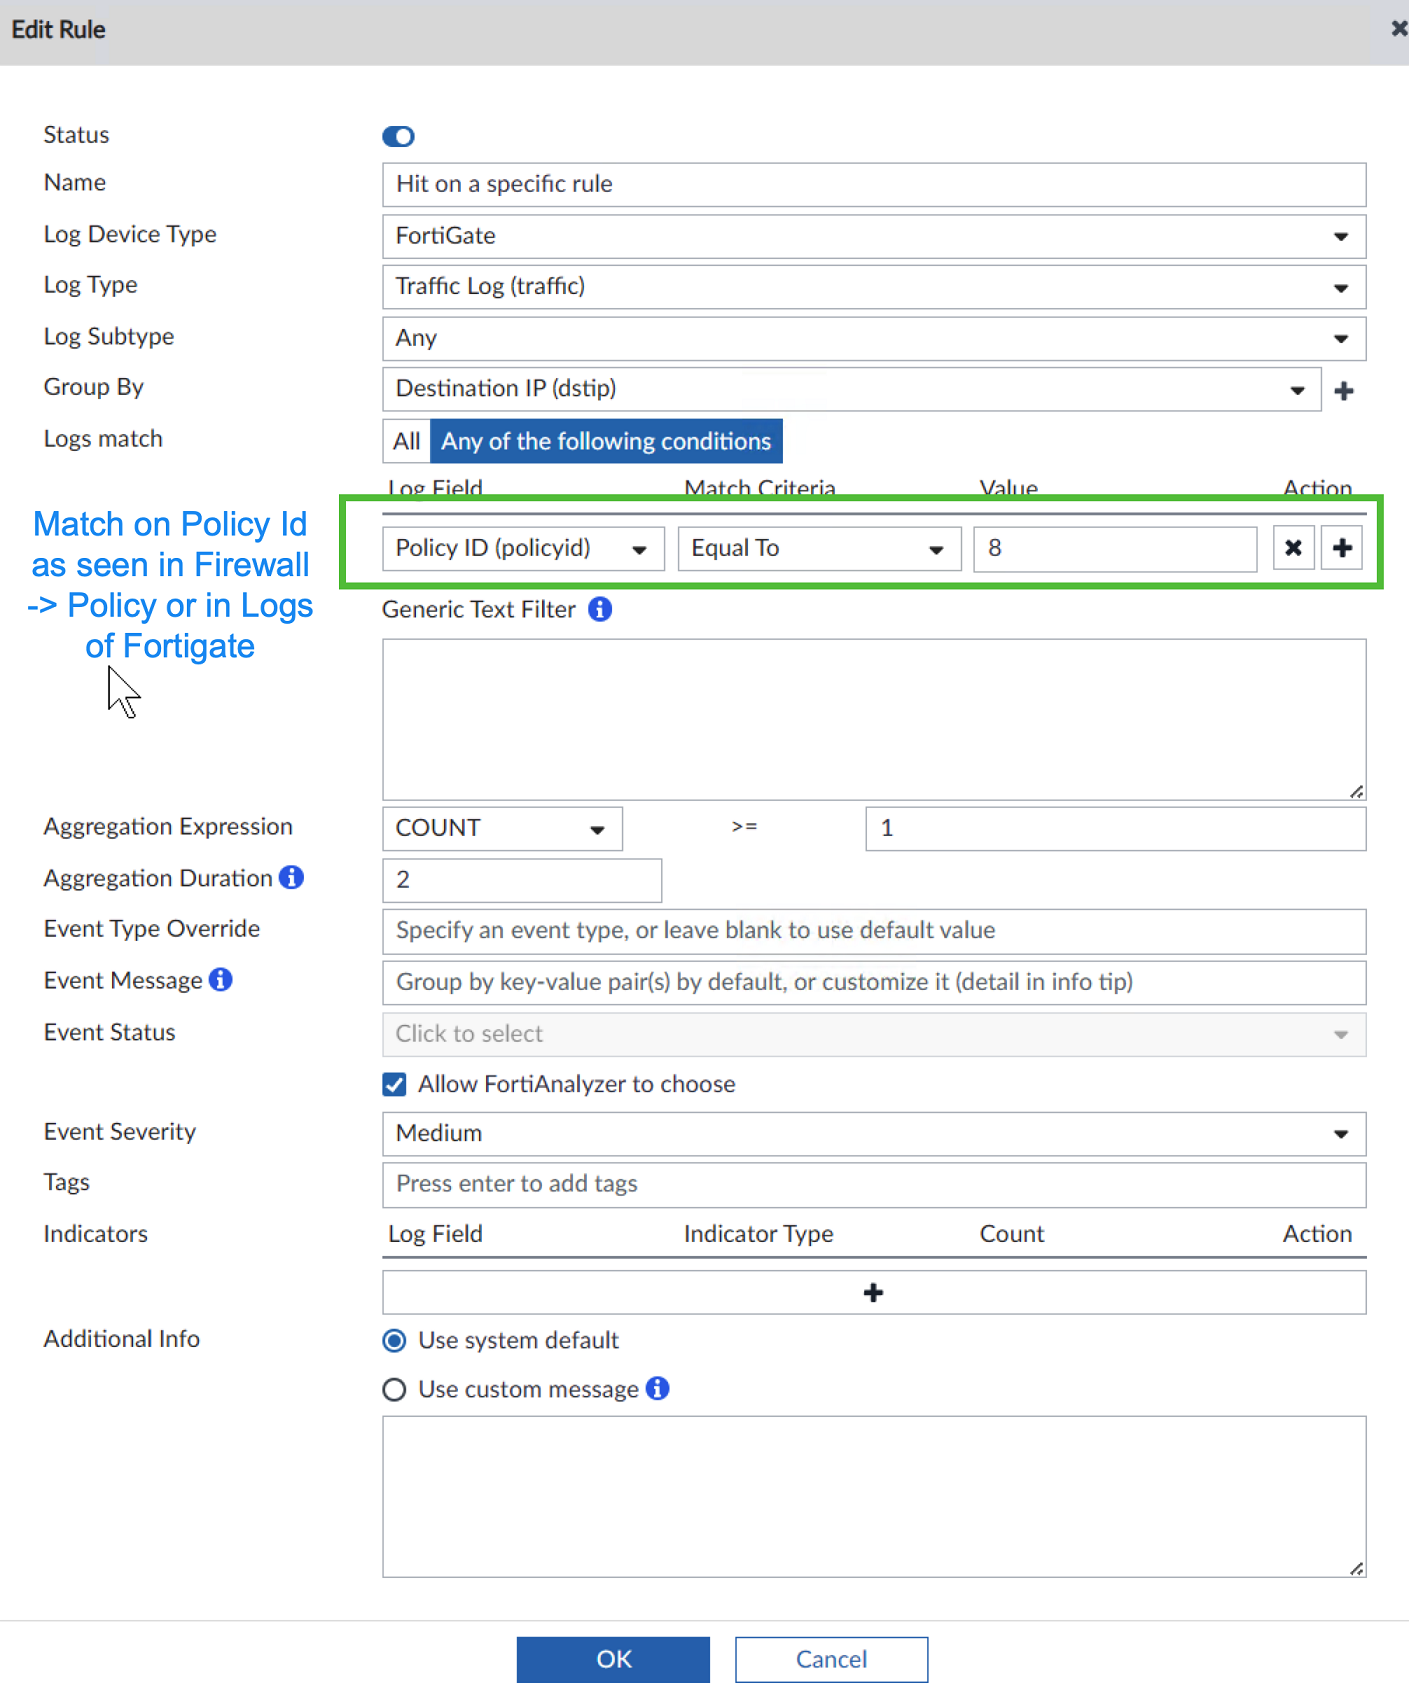 Edit Rule
Status
Name Hit on a specific rule
Log Device Type FortiGate
Log Type Traffic Log (traffic)
Log Subtype Any
Group By Destination IP (dstip)
Logs match All Any of the following conditions
Log Field Match Criteria Value Action
Match on Policy Id
as seen in Firewall
-> Policy or in Logs
of Fortigate
Policy ID (policyid) Equal To 8
Generic Text Filter
Aggregation Expression COUNT >= 1
Aggregation Duration 2
Event Type Override Specify an event type, or leave blank to use default value
Event Message Group by key-value pair(s) by default, or customize it (detail in info tip)
Event Status Click to select
Allow FortiAnalyzer to choose
Event Severity Medium
Tags Press enter to add tags
Indicators Log Field Indicator Type Count Action
Additional Info Use system default
Use custom message
OK Cancel